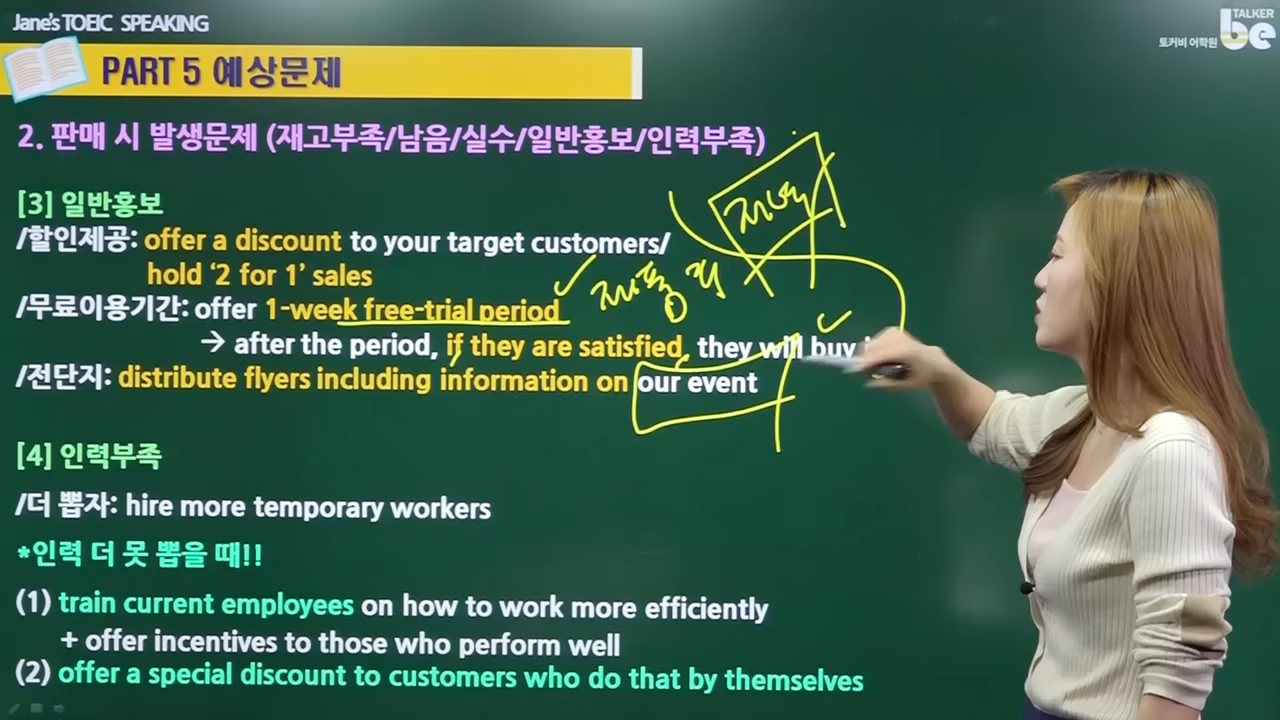 Jane's TOEIC SPEAKING
TALKER
be
토커비 어학원
PART 5 예상문제
2. 판매 시 발생문제 (재고부족/남음/실수/일반홍보/인력부족)
[3] 일반홍보
/할인제공: offer a discount to your target customers/
hold ‘2 for 1’ sales
/무료이용기간: offer 1-week free-trial period
→ after the period, if they are satisfied, they will buy
/전단지: distribute flyers including information on our event
[4] 인력부족
/더 뽑자: hire more temporary workers
*인력 더 못 뽑을 때!!
(1) train current employees on how to work more efficiently
+ offer incentives to those who perform well
(2) offer a special discount to customers who do that by themselves